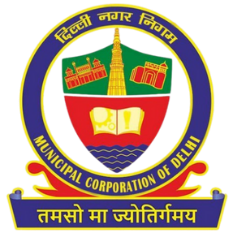 दिल्ली नगर निगम
MUNICIPAL CORPORATION OF DELHI
तमसो मा ज्योतिर्गमय